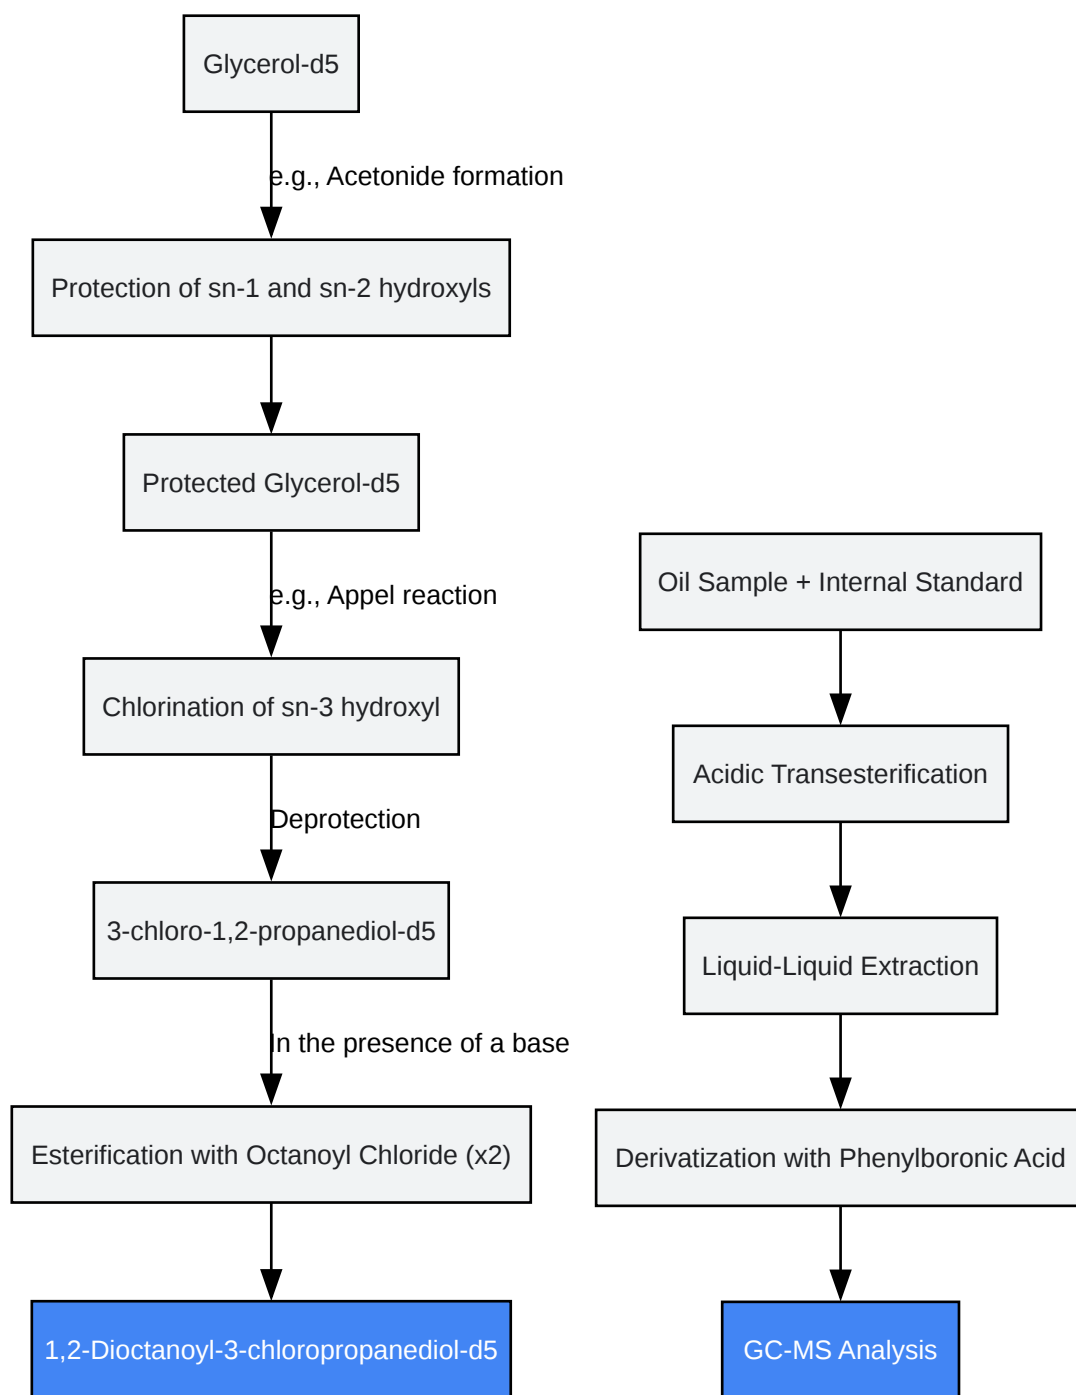 Glycerol-d5
e.g., Acetonide formation
Protection of sn-1 and sn-2 hydroxyls
Protected Glycerol-d5
e.g., Appel reaction
Chlorination of sn-3 hydroxyl
Deprotection
3-chloro-1,2-propanediol-d5
In the presence of a base
Esterification with Octanoyl Chloride (x2)
1,2-Dioctanoyl-3-chloropropanediol-d5
Oil Sample + Internal Standard
Acidic Transesterification
Liquid-Liquid Extraction
Derivatization with Phenylboronic Acid
GC-MS Analysis